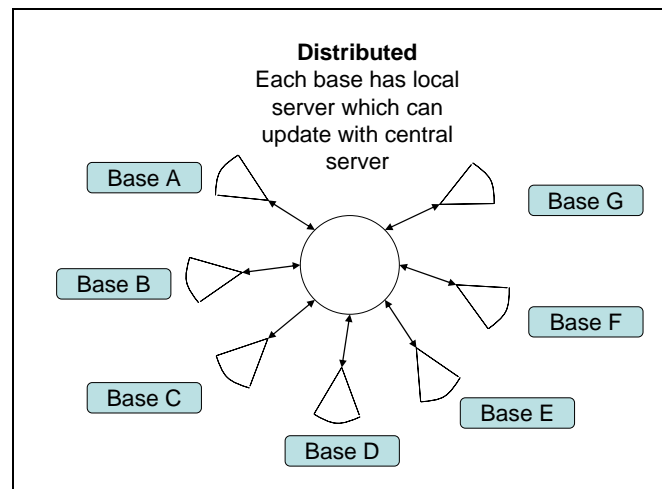 Distributed
Each base has local
server which can
update with central
server
Base A
Base G
Base B
Base F
Base C
Base E
Base D